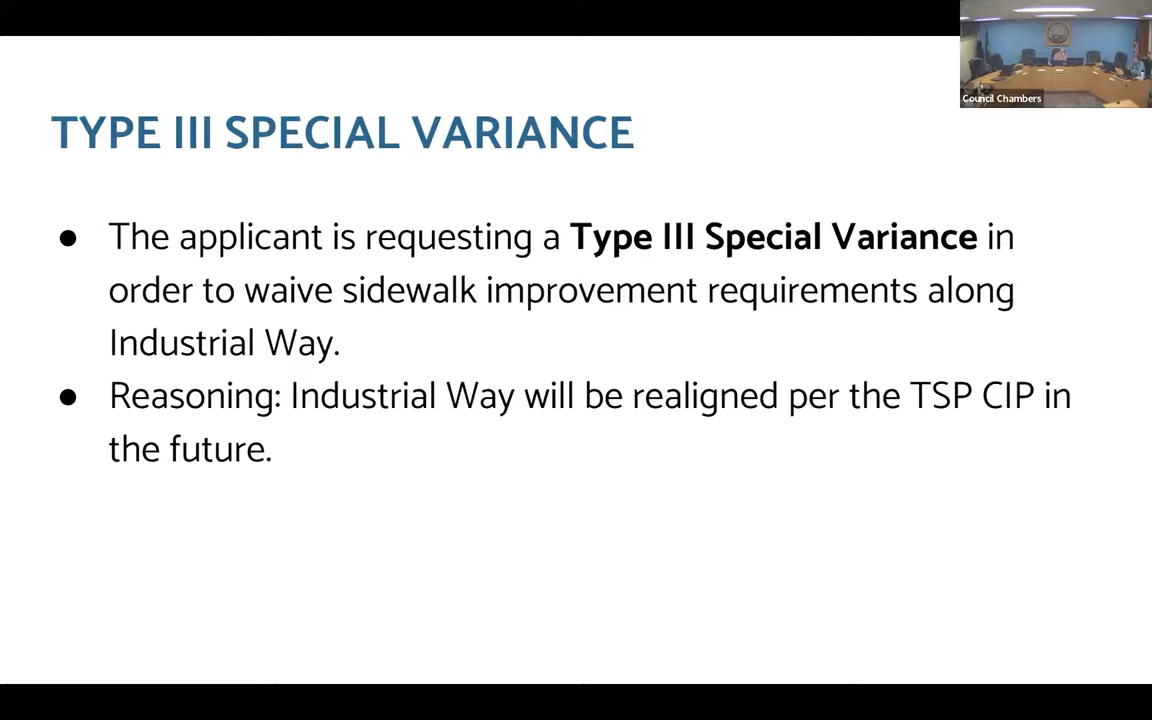 Council Chambers
TYPE III SPECIAL VARIANCE
● The applicant is requesting a Type III Special Variance in
order to waive sidewalk improvement requirements along
Industrial Way.
● Reasoning: Industrial Way will be realigned per the TSP CIP in
the future.